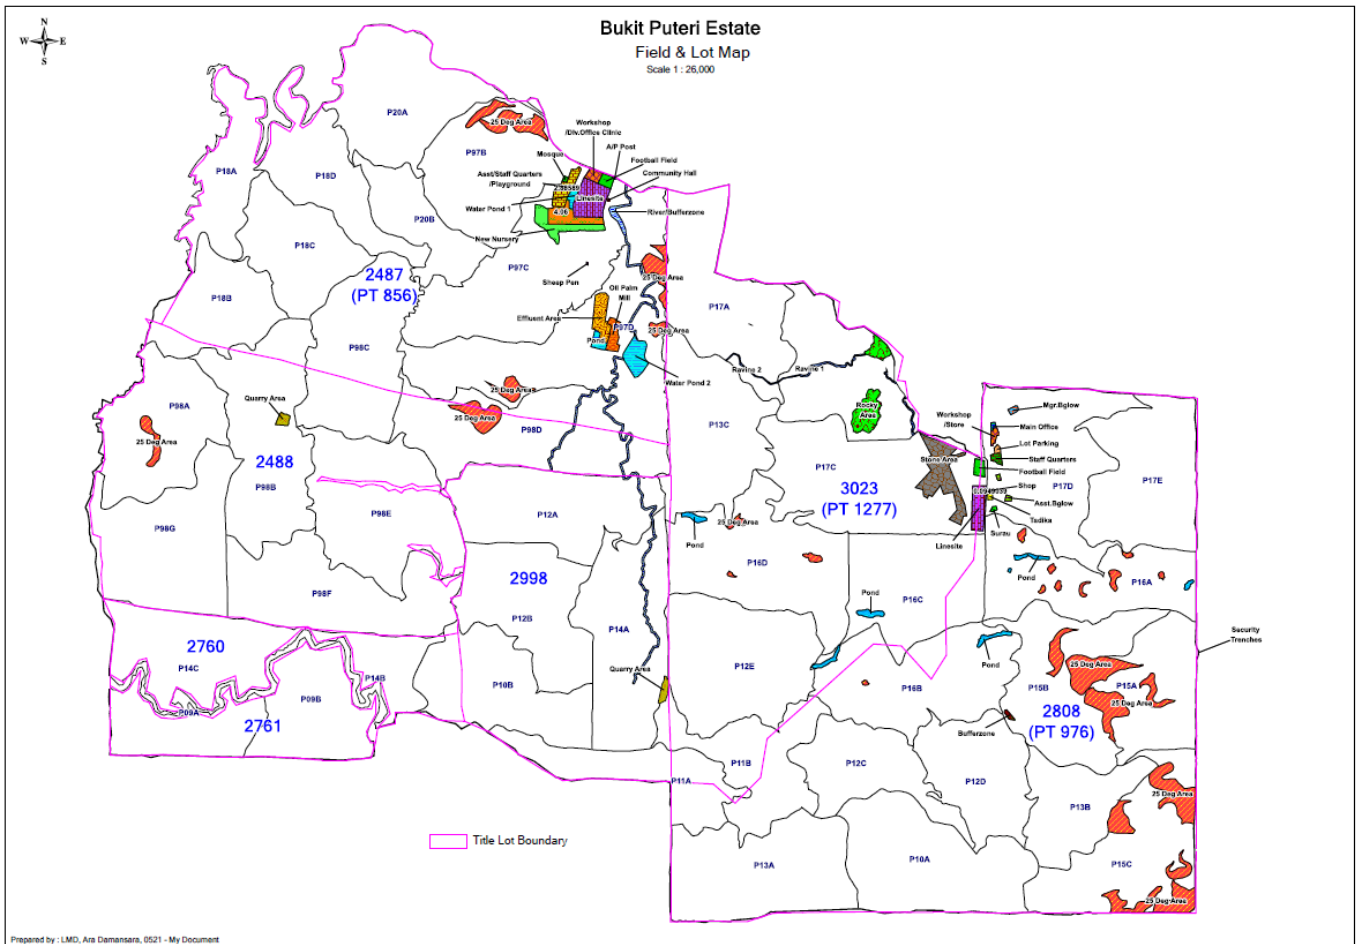 Bukit Puteri Estate
Field & Lot Map
Scale 1 : 26,000
N
W
E
S
P20A
25 Deg Area
P97B
Workshop
/Div.Office Clinic
A/P Post
Football Field
Community Hall
Mosque
Asst/Staff Quarters
/Playground
Linesite
4.06
Water Pond 1
River/Bufferzone
New Nursery
P18A
P18D
P20B
P18C
2487
(PT 856)
P97C
Sheep Pen
25 Deg Area
P18B
Oil Palm
Mill
Effluent Area
P97D
25 Deg Area
Pond
P17A
P98C
Water Pond 2
Ravine 2
Ravine 1
25 Deg Area
Quarry Area
P98A
25 Deg Area
25 Deg Area
P98D
P13C
Rocky
Area
Workshop
/Store
Mgr.Bglow
Main Office
Lot Parking
Staff Quarters
Football Field
Stone Area
2488
P98B
P17C
3023
(PT 1277)
Shop
P17D
P17E
0.0949939
Asst.Bglow
Tadika
Surau
Linesite
P98G
P98E
P12A
Pond
25 Deg Area
P16D
Pond
P16A
2998
P98F
P12B
P14A
Pond
P16C
Security
Trenches
2760
P14C
P12E
Pond
25 Deg Area
Quarry Area
P14B
P10B
P09B
P09A
2761
P16B
P15B
P15A
25 Deg Area
2808
(PT 976)
Bufferzone
P11B
P12C
P12D
P11A
25 Deg Area
P13B
Title Lot Boundary
P13A
P10A
P15C
25 Deg Area
Prepared by : LMD, Ara Damansara, 0521 - My Document